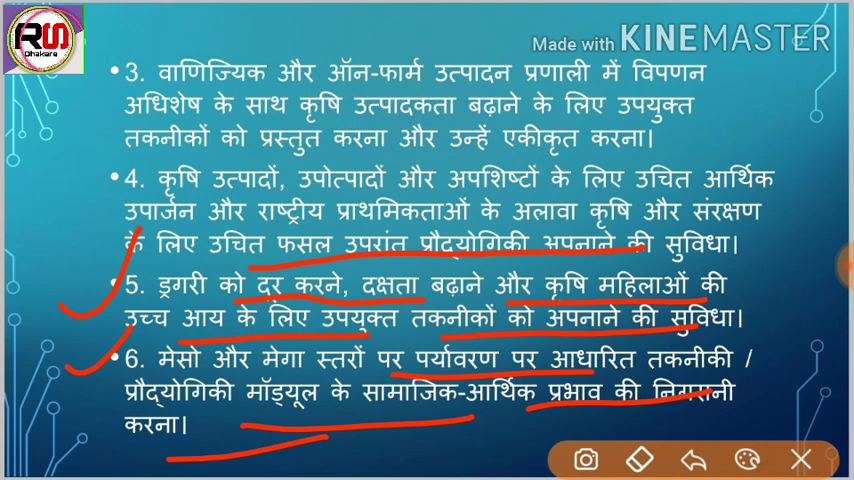 RS
Dhakare
Made with KINEMASTER
• 3. वाणिज्यिक और ऑन-फार्म उत्पादन प्रणाली में विपणन
अधिशेष के साथ कृषि उत्पादकता बढ़ाने के लिए उपयुक्त
तकनीकों को प्रस्तुत करना और उन्हें एकीकृत करना।
• 4. कृषि उत्पादों, उपोत्पादों और अपशिष्टों के लिए उचित आर्थिक
उपार्जन और राष्ट्रीय प्राथमिकताओं के अलावा कृषि और संरक्षण
के लिए उचित फसल उपरांत प्रौद्योगिकी अपनाने की सुविधा।
• 5. ड्रगरी को दूर करने, दक्षता बढ़ाने और कृषि महिलाओं की
उच्च आय के लिए उपयुक्त तकनीकों को अपनाने की सुविधा।
• 6. मेसो और मेगा स्तरों पर पर्यावरण पर आधारित तकनीकी /
प्रौद्योगिकी मॉड्यूल के सामाजिक-आर्थिक प्रभाव की निगरानी
करना।